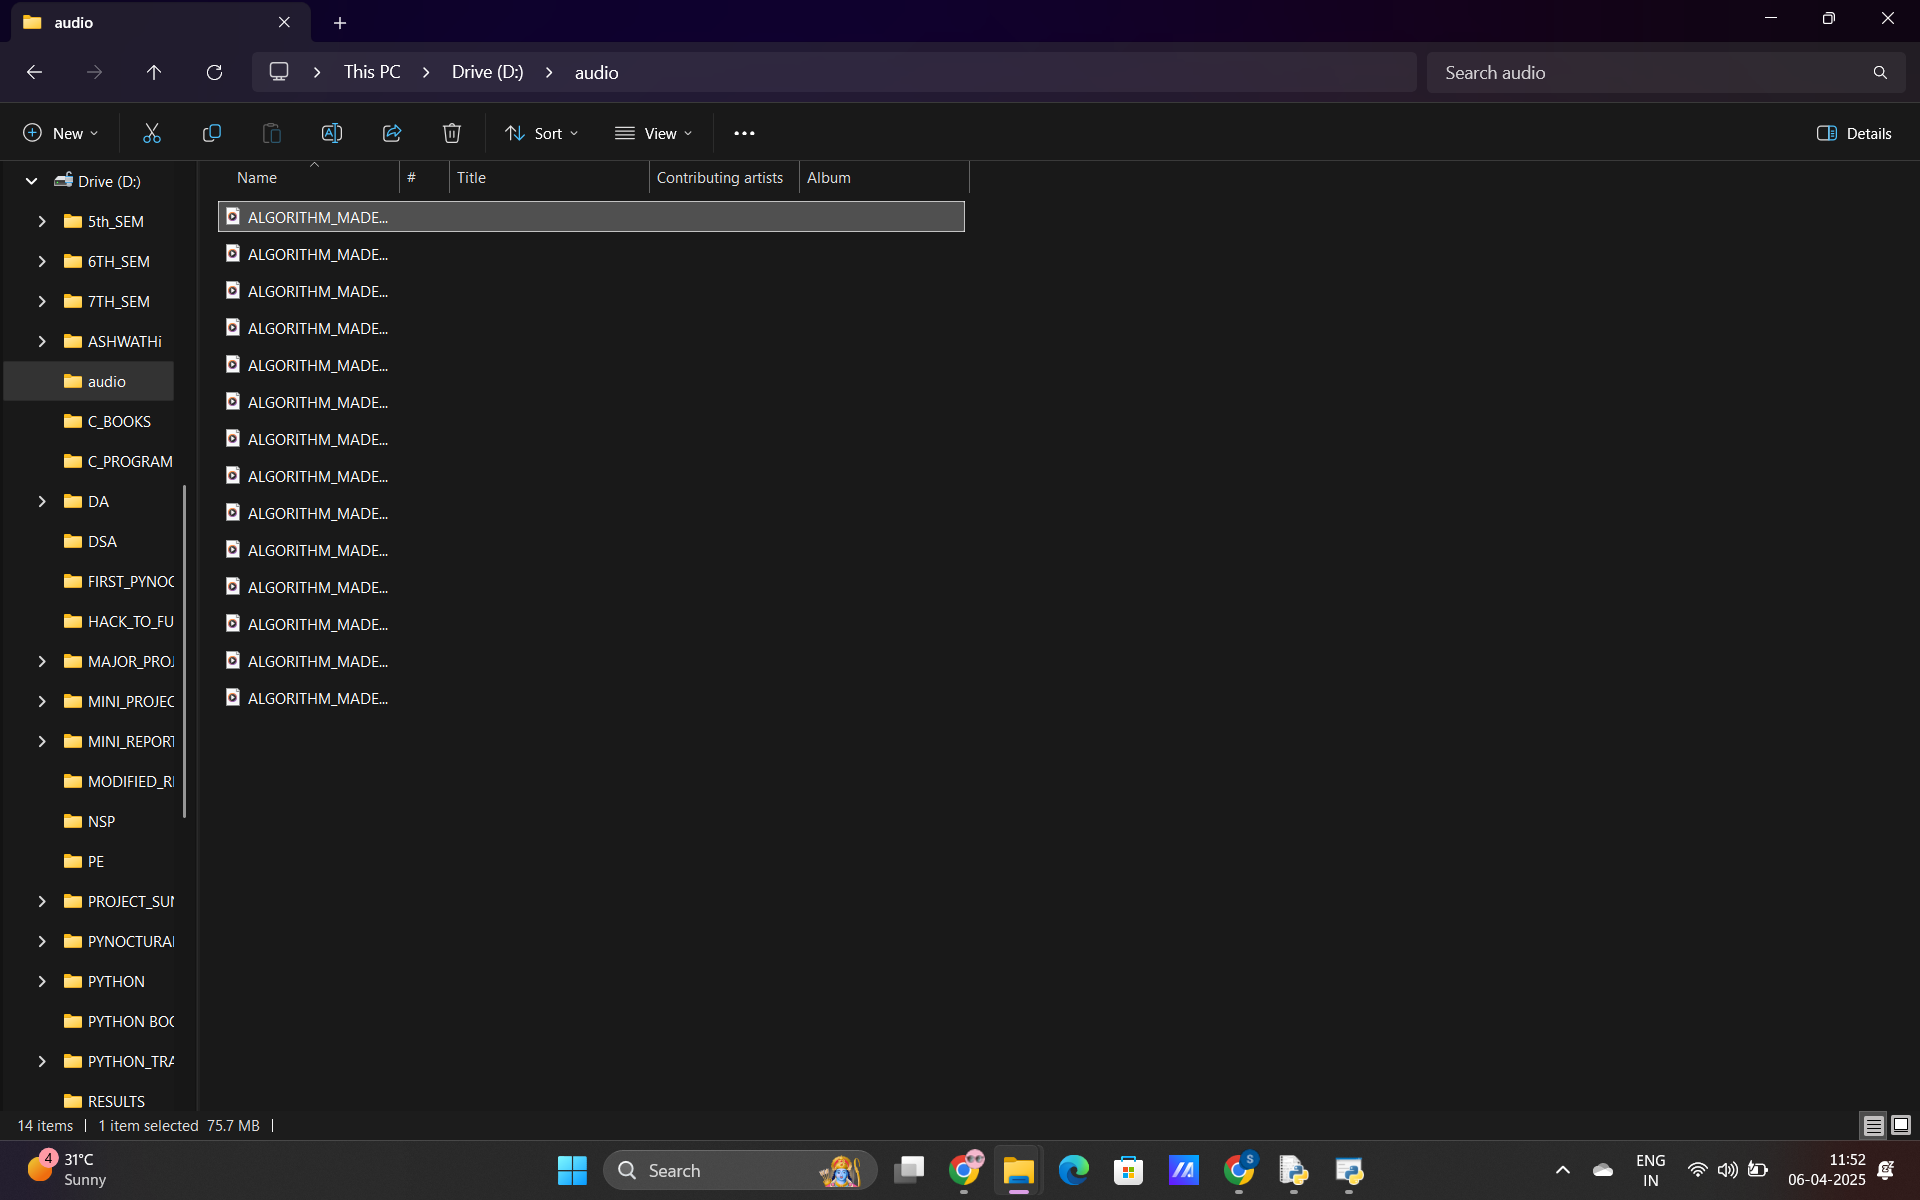 audio
This PC > Drive (D:) > audio
Search audio
New
Sort
View
Details
Drive (D:)
5th_SEM
6TH_SEM
7TH_SEM
ASHWATHi
audio
C_BOOKS
C_PROGRAM
DA
DSA
FIRST_PYNOC
HACK_TO_FU
MAJOR_PROJ
MINI_PROJEC
MINI_REPORT
MODIFIED_R
NSP
PE
PROJECT_SUN
PYNOCTURA
PYTHON
PYTHON BOO
PYTHON_TRA
RESULTS
Name # Title Contributing artists Album
ALGORITHM_MADE...
ALGORITHM_MADE...
ALGORITHM_MADE...
ALGORITHM_MADE...
ALGORITHM_MADE...
ALGORITHM_MADE...
ALGORITHM_MADE...
ALGORITHM_MADE...
ALGORITHM_MADE...
ALGORITHM_MADE...
ALGORITHM_MADE...
ALGORITHM_MADE...
ALGORITHM_MADE...
ALGORITHM_MADE...
14 items | 1 item selected 75.7 MB |
4
31°C
Sunny
Search
S
ENG
IN
11:52
06-04-2025